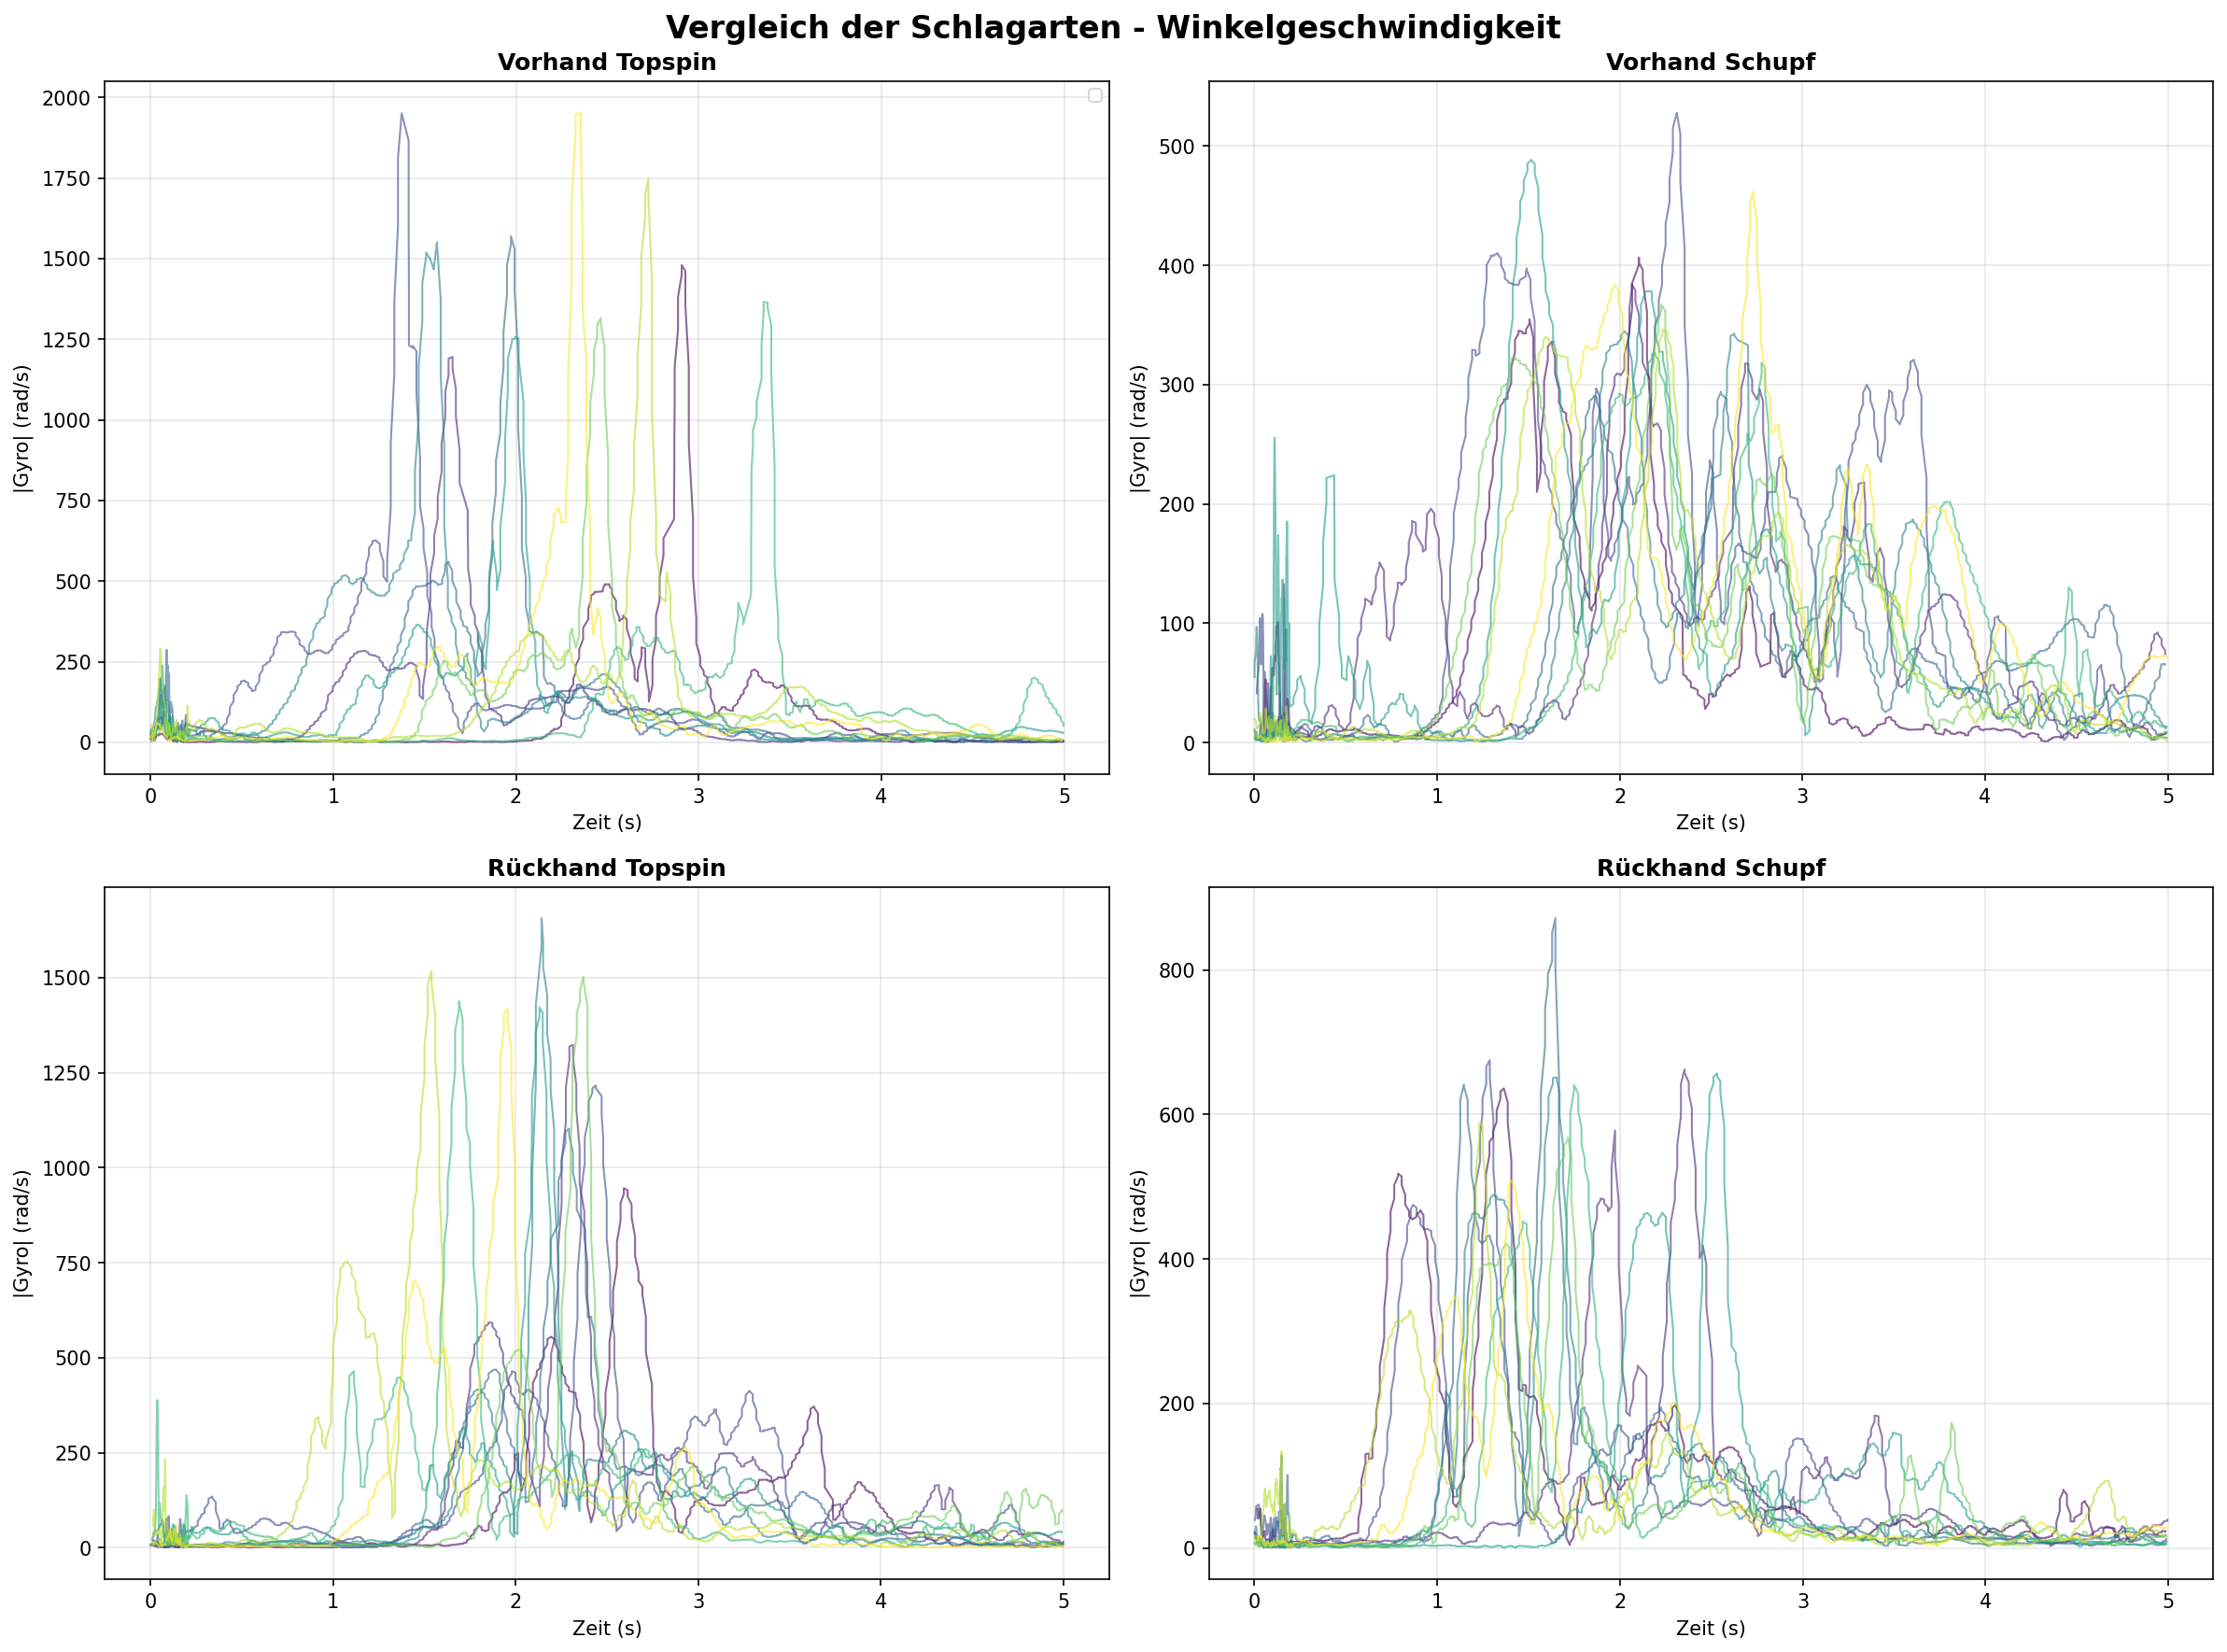 Vergleich der Schlagarten - Winkelgeschwindigkeit
Vorhand Topspin
2000
1750
1500
1250
1000
750
500
250
0
|Gyro| (rad/s)
0 1 2 3 4 5
Zeit (s)
Vorhand Schupf
500
400
300
200
100
0
|Gyro| (rad/s)
0 1 2 3 4 5
Zeit (s)
Rückhand Topspin
1500
1250
1000
750
500
250
0
|Gyro| (rad/s)
0 1 2 3 4 5
Zeit (s)
Rückhand Schupf
800
600
400
200
0
|Gyro| (rad/s)
0 1 2 3 4 5
Zeit (s)